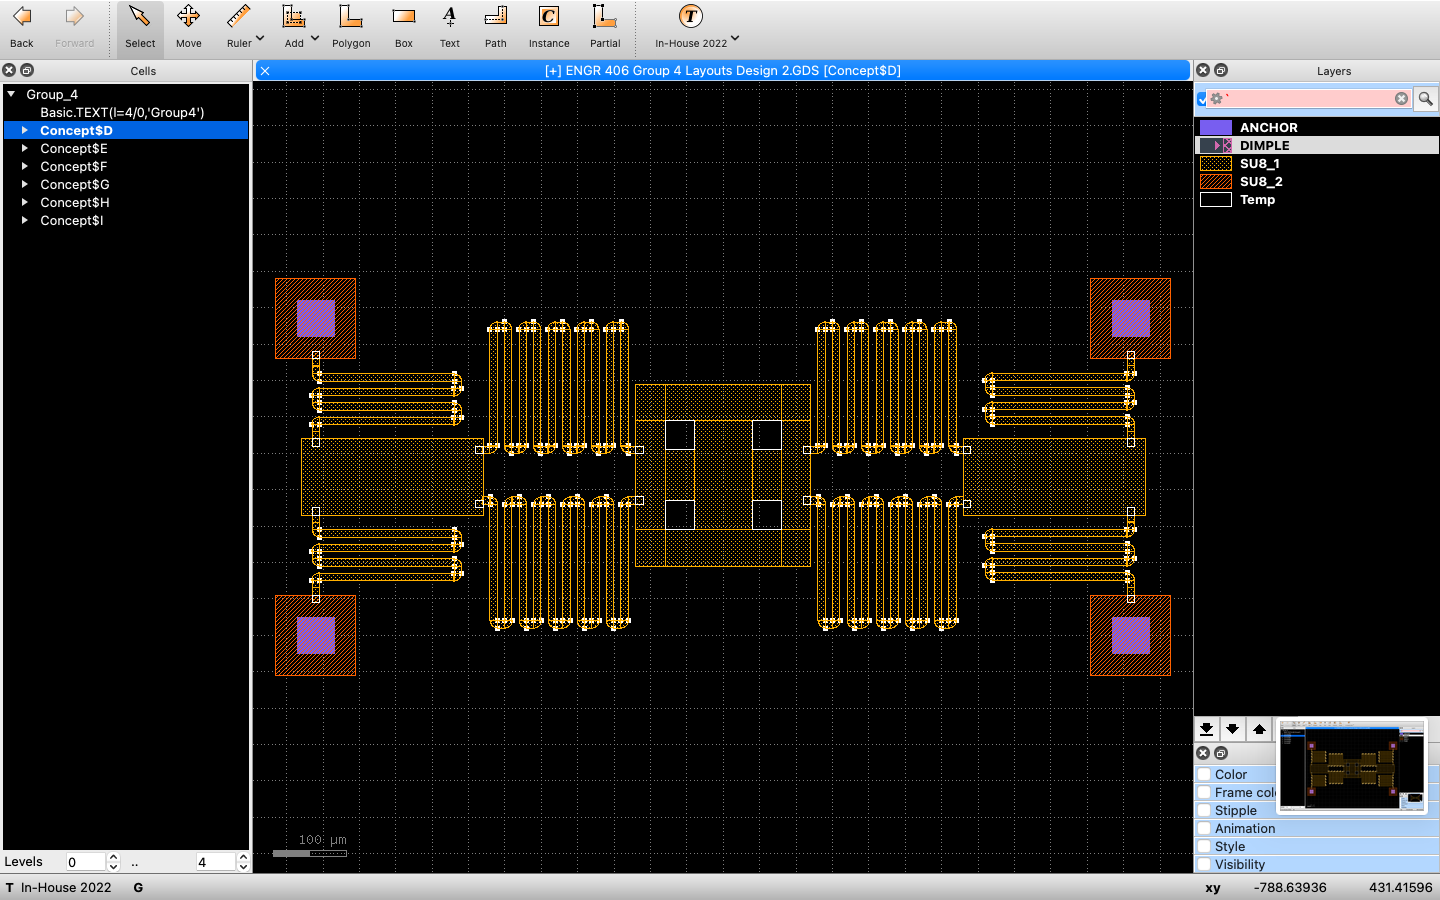 Back
Forward
Select
Move
Ruler
Add
Polygon
Box
Text
Path
Instance
Partial
In-House 2022
Cells
[+] ENGR 406 Group 4 Layouts Design 2.GDS [Concept$D]
Layers
Group_4
Basic.TEXT(l=4/0,'Group4')
Concept$D
Concept$E
Concept$F
Concept$G
Concept$H
Concept$I
ANCHOR
DIMPLE
SU8_1
SU8_2
Temp
100 µm
Color
Frame col
Stipple
Animation
Style
Visibility
Levels 0 .. 4
T In-House 2022 G
xy -788.63936 431.41596